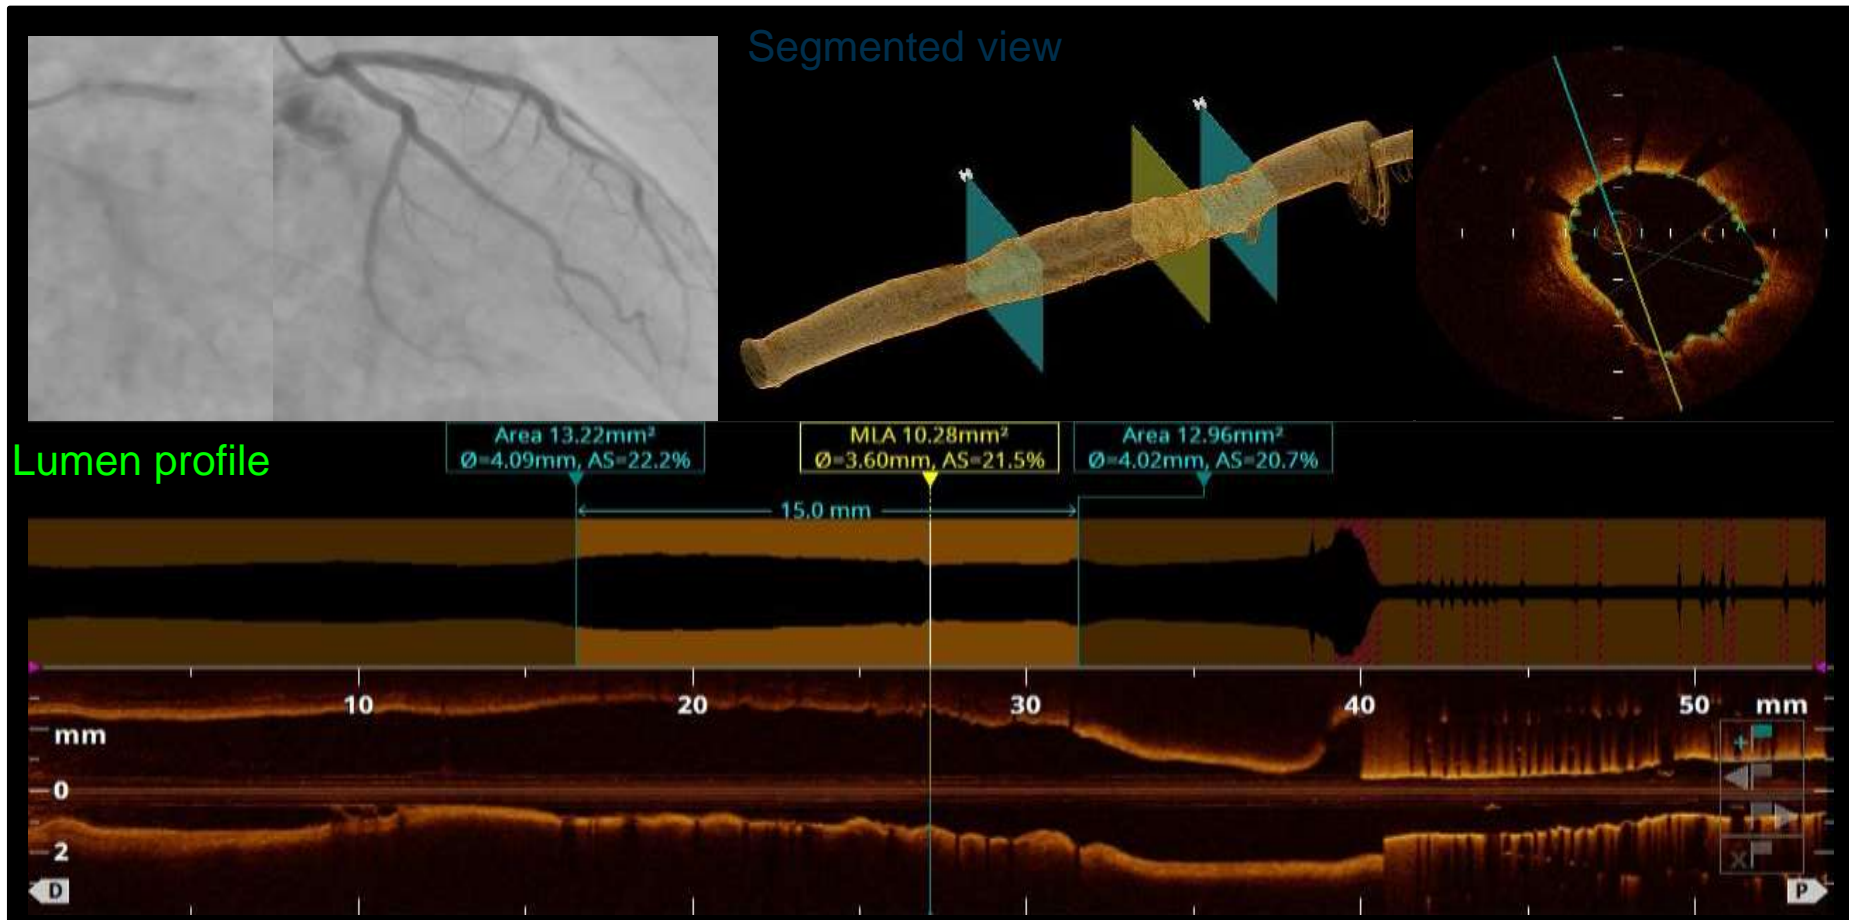 Segmented view
Lumen profile
Area 13.22mm²
Ø=4.09mm, AS=22.2%
MLA 10.28mm²
Ø=3.60mm, AS=21.5%
Area 12.96mm²
Ø=4.02mm, AS=20.7%
15.0 mm
10 20 30 40 50 mm
mm
0
2
D P